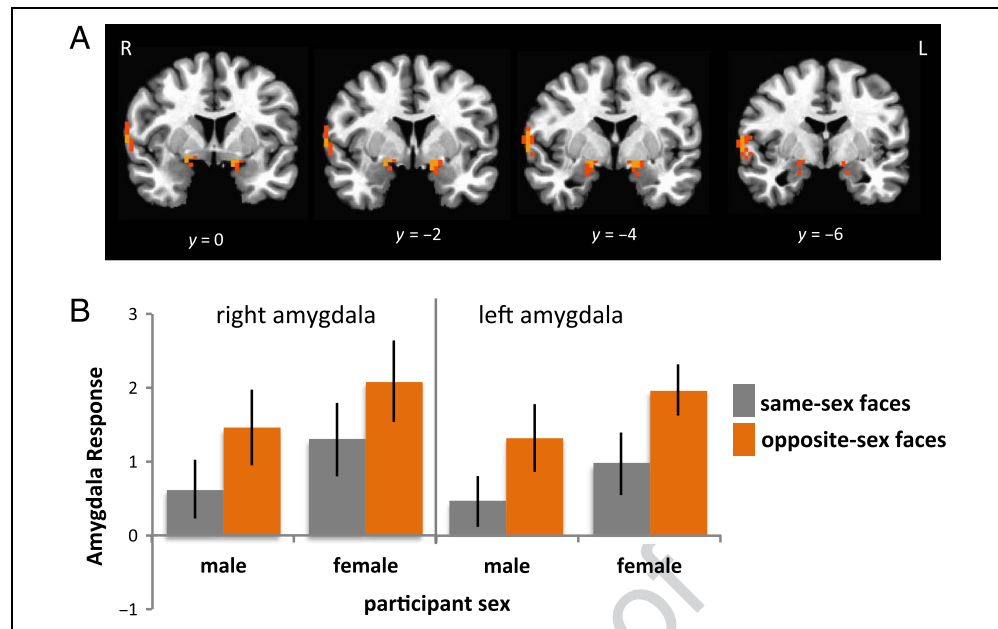 A
R L
y = 0 y = −2 y = −4 y = −6
B
right amygdala left amygdala
3
2
1
0
−1
Amygdala Response
same-sex faces
opposite-sex faces
male female male female
participant sex
of